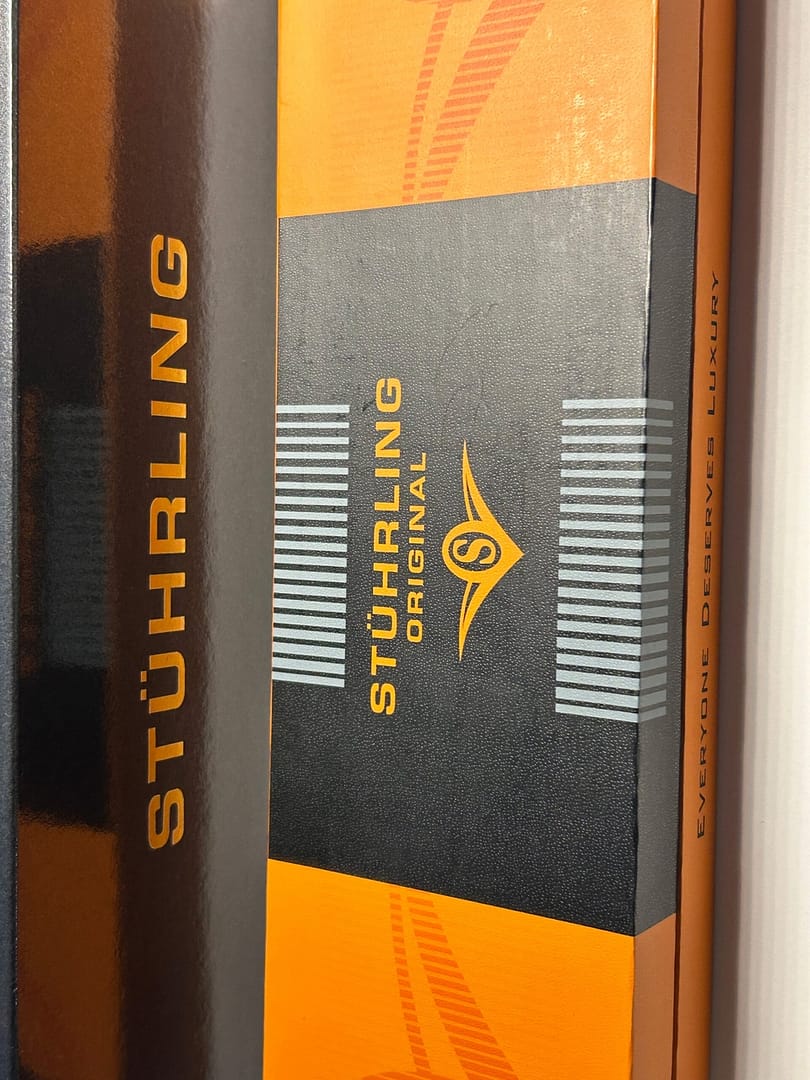 STÜHRLING
STÜHRLING
ORIGINAL
S
EVERYONE DESERVES LUXURY